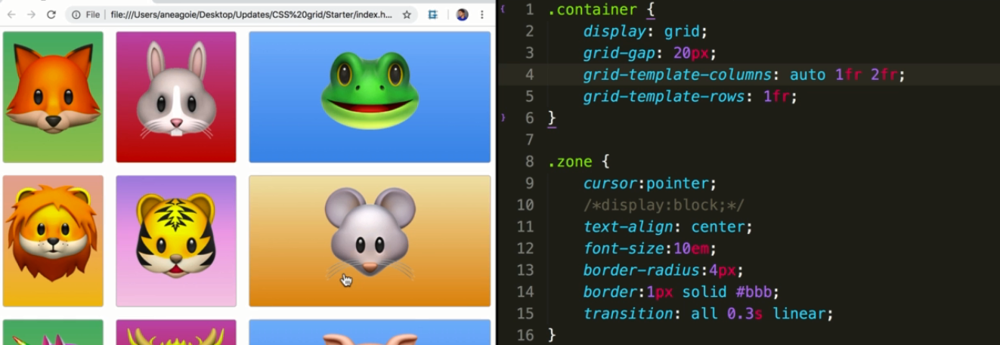 File | file:///Users/aneagoie/Desktop/Updates/CSS%20grid/Starter/index.h...
1 .container {
2 display: grid;
3 grid-gap: 20px;
4 grid-template-columns: auto 1fr 2fr;
5 grid-template-rows: 1fr;
6 }
7
8 .zone {
9 cursor:pointer;
10 /*display:block;*/
11 text-align: center;
12 font-size:10em;
13 border-radius:4px;
14 border:1px solid #bbb;
15 transition: all 0.3s linear;
16 }